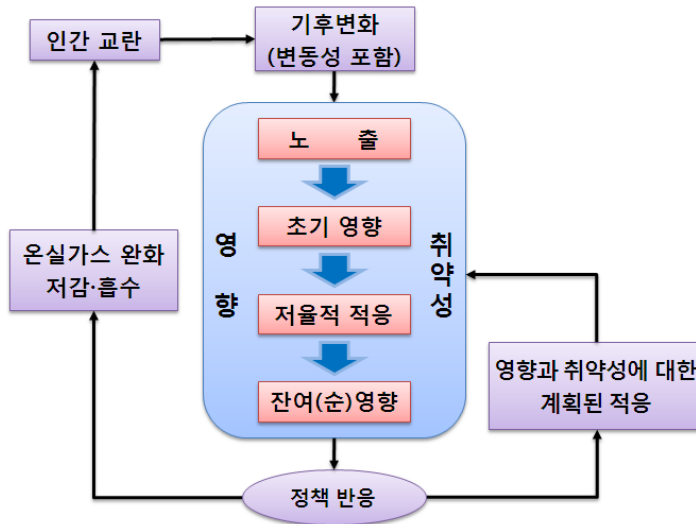 인간 교란
기후변화
(변동성 포함)
노 출
초기 영향
영
향
취
약
성
저율적 적응
잔여(순)영향
온실가스 완화
저감·흡수
영향과 취약성에 대한
계획된 적응
정책 반응